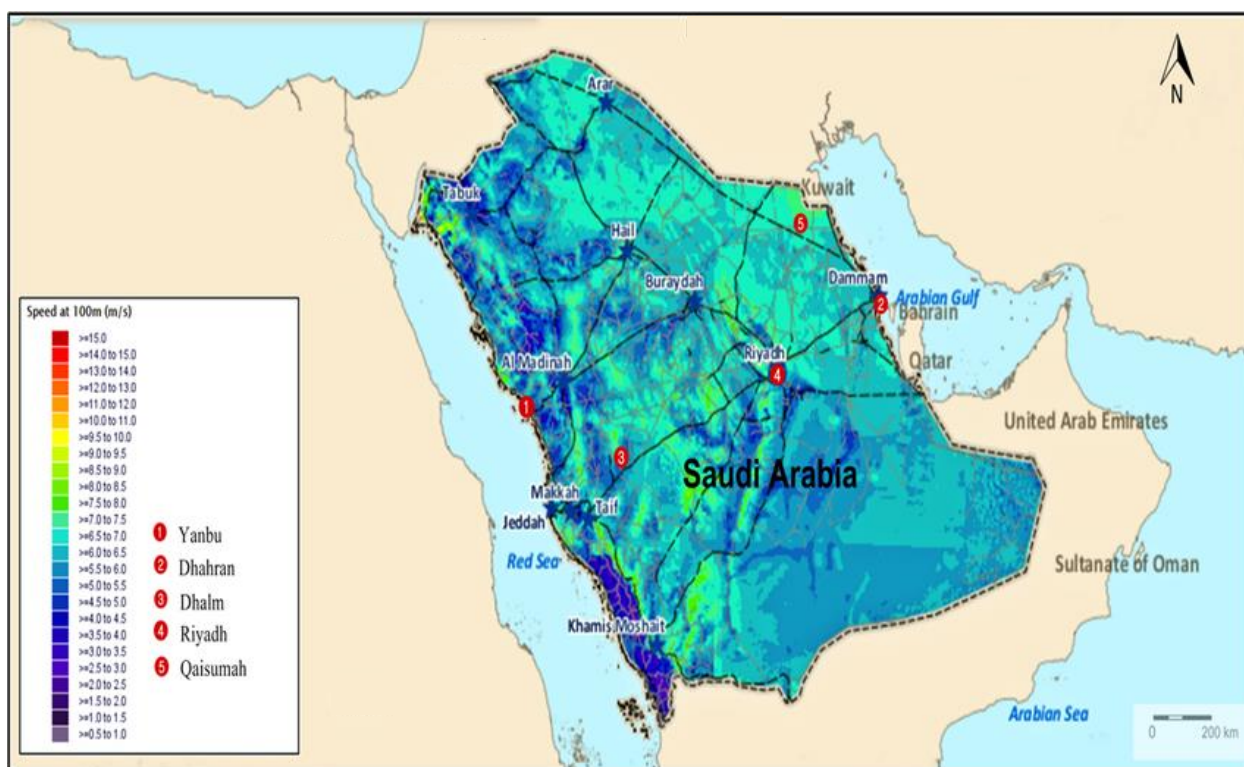 N
Arar
Kuwait
Tabuk
5
Hail
Buraydah
Dammam
Arabian Gulf
2
Bahrain
Riyadh
Qatar
4
Al Madinah
1
United Arab Emirates
3
Saudi Arabia
Makkah
Taif
Jeddah
Red Sea
Sultanate of Oman
Khamis Moshait
Arabian Sea
0 200 km
Speed at 100m (m/s)
>=15.0
>=14.0 to 15.0
>=13.0 to 14.0
>=12.0 to 13.0
>=11.0 to 12.0
>=10.0 to 11.0
>=9.5 to 10.0
>=9.0 to 9.5
>=8.5 to 9.0
>=8.0 to 8.5
>=7.5 to 8.0
>=7.0 to 7.5
>=6.5 to 7.0
>=6.0 to 6.5
>=5.5 to 6.0
>=5.0 to 5.5
>=4.5 to 5.0
>=4.0 to 4.5
>=3.5 to 4.0
>=3.0 to 3.5
>=2.5 to 3.0
>=2.0 to 2.5
>=1.5 to 2.0
>=1.0 to 1.5
>=0.5 to 1.0
1 Yanbu
2 Dhahran
3 Dhalm
4 Riyadh
5 Qaisumah